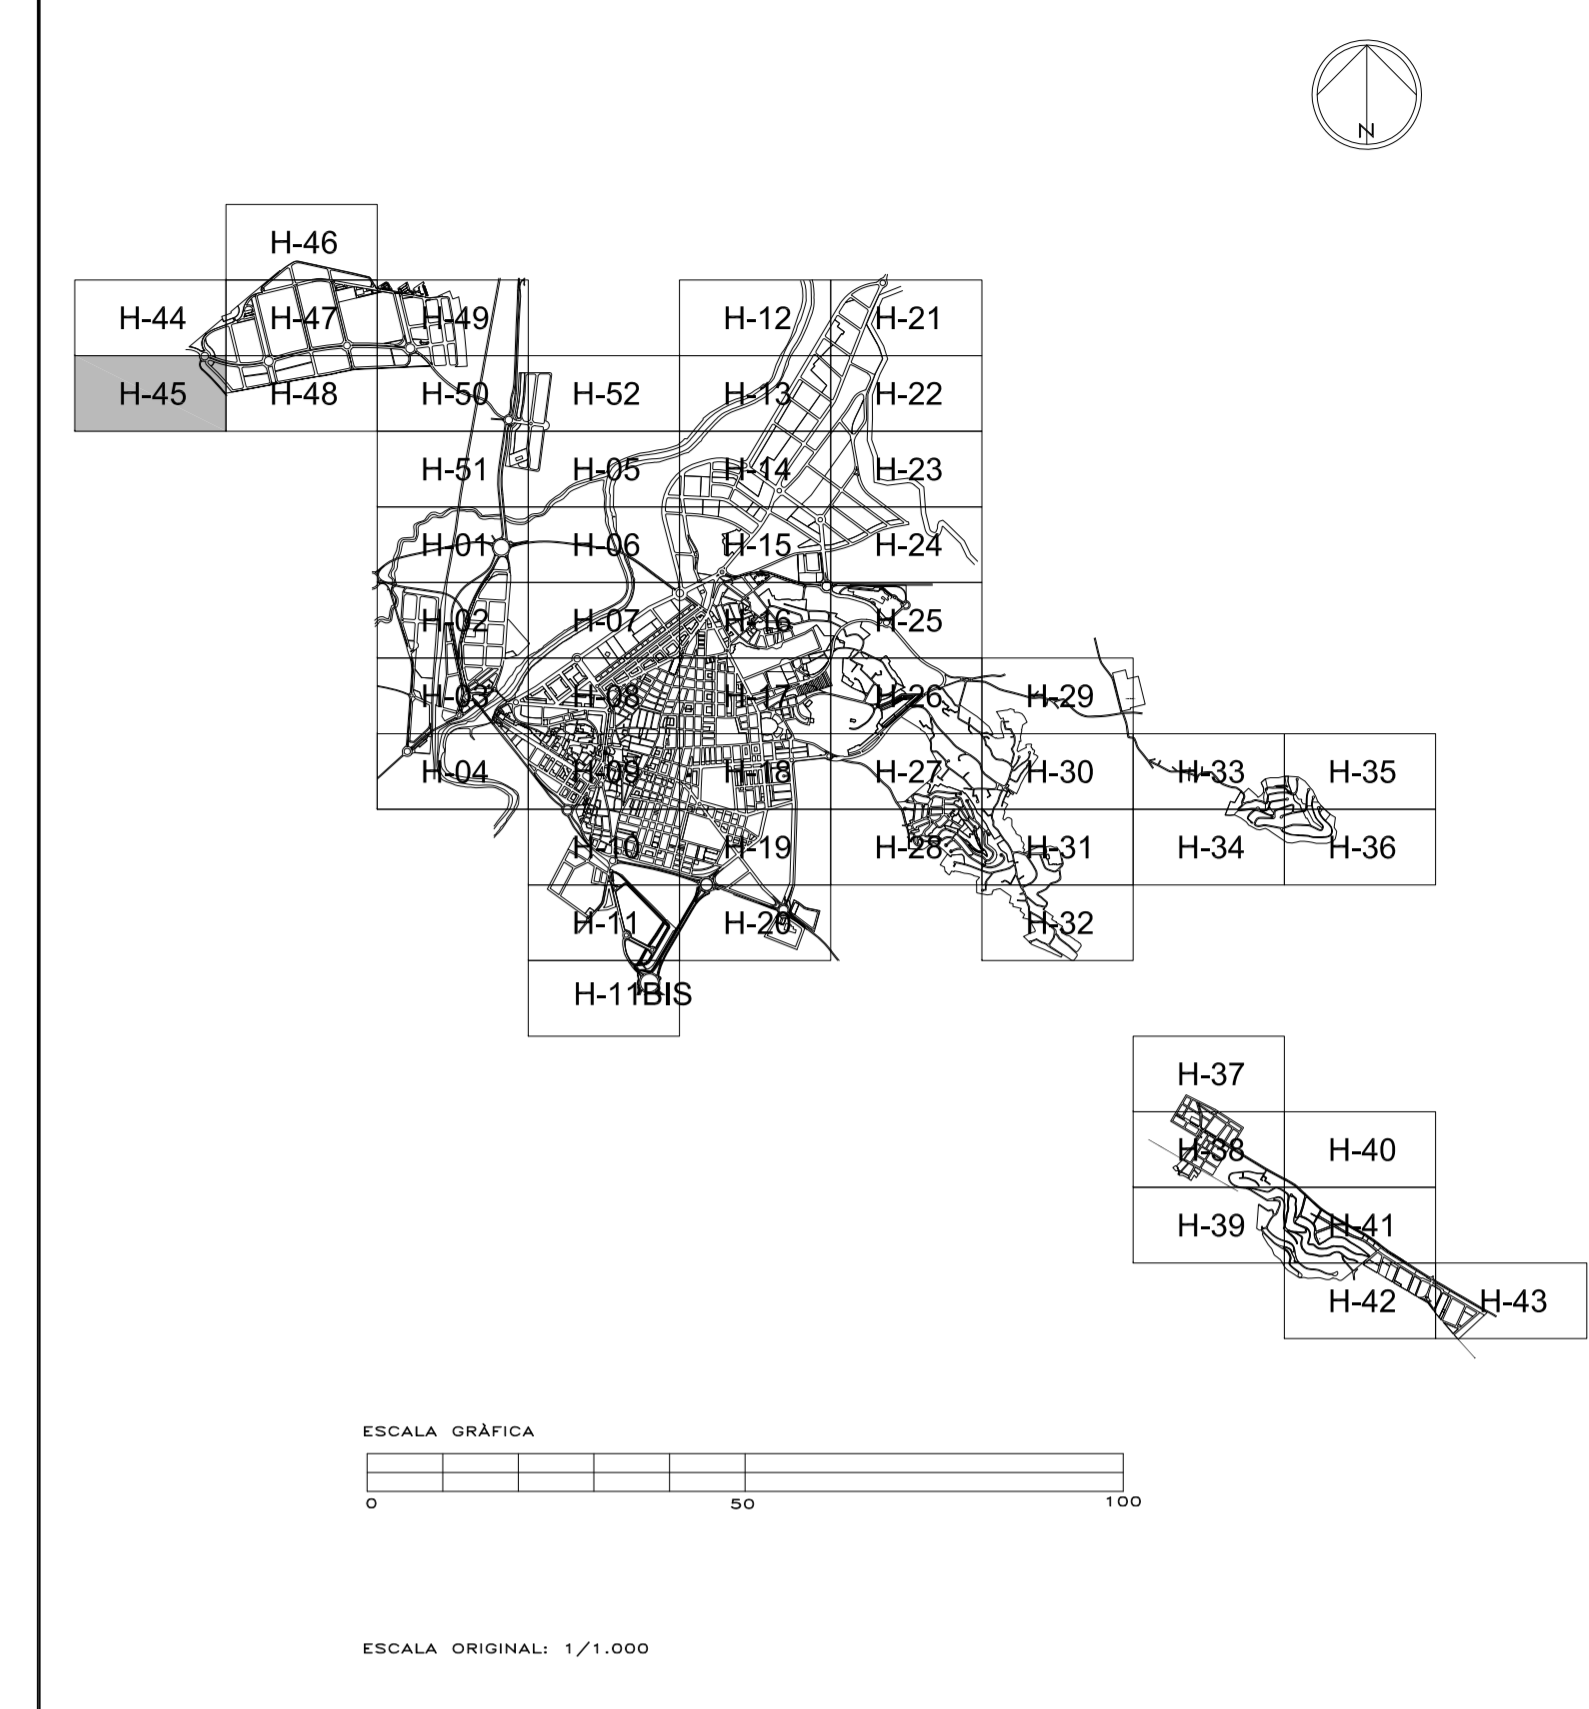 N
H-46
H-44 H-47 H-49 H-12 H-21
H-45 H-48 H-50 H-52 H-13 H-22
H-51 H-05 H-14 H-23
H-01 H-06 H-15 H-24
H-02 H-07 H-16 H-25
H-03 H-08 H-17 H-26 H-29
H-04 H-09 H-18 H-27 H-30 H-33 H-35
H-10 H-19 H-28 H-31 H-34 H-36
H-11 H-20 H-32
H-11BIS
H-37
H-38 H-40
H-39 H-41
H-42 H-43
ESCALA GRÀFICA
0 50 100
ESCALA ORIGINAL: 1/1.000